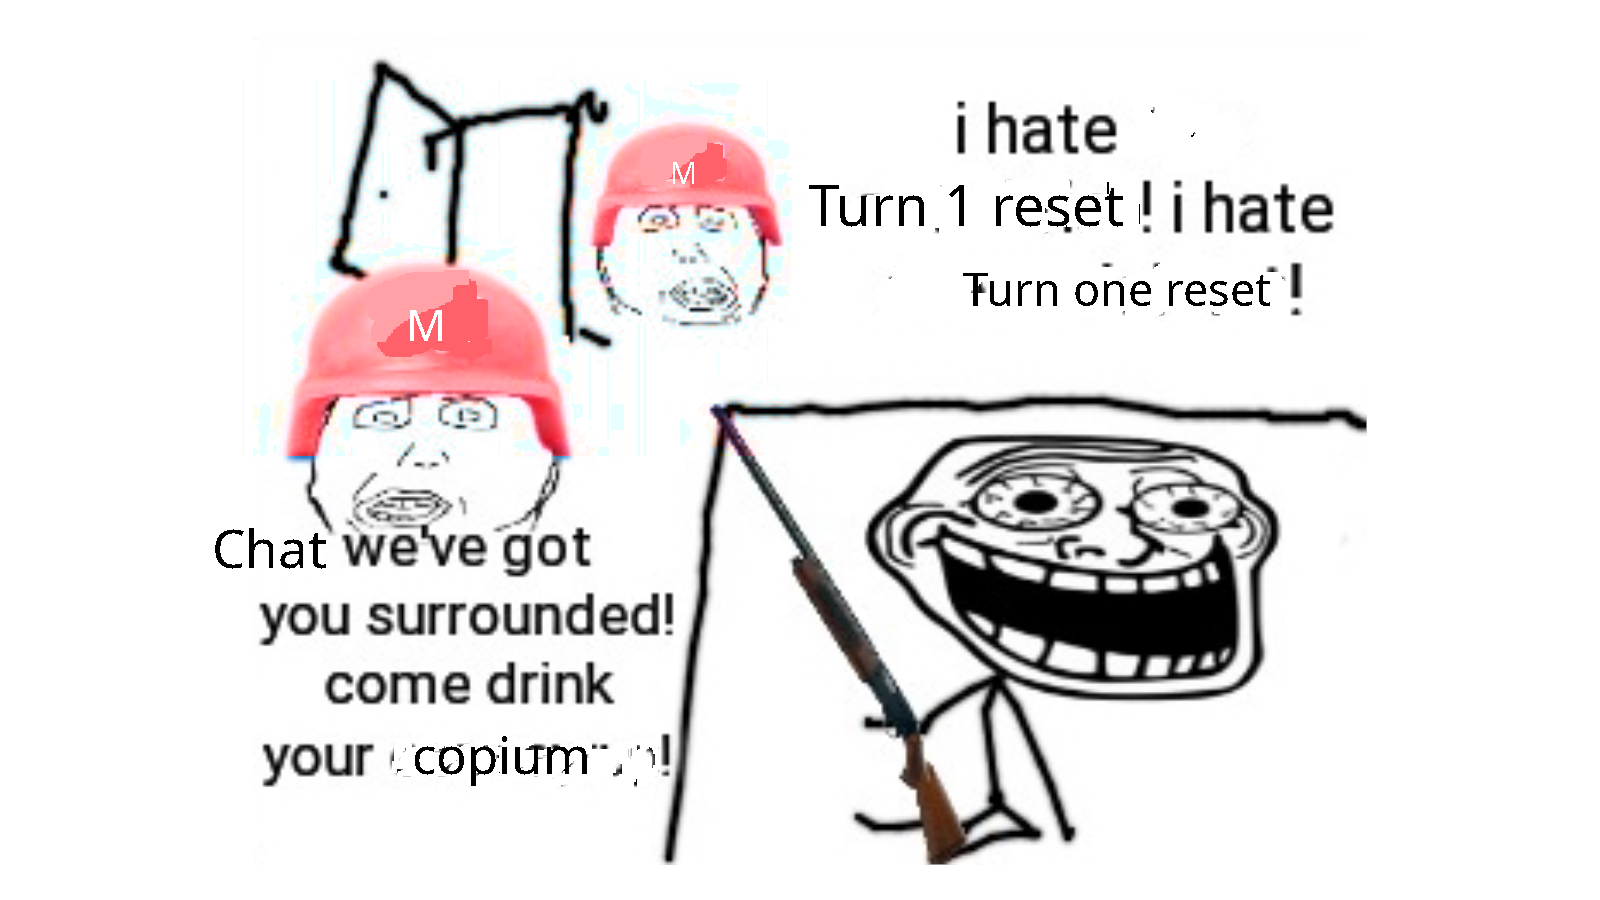 M
i hate
Turn 1 reset ! i hate
Turn one reset !
M
Chat we've got
you surrounded!
come drink
your copium !